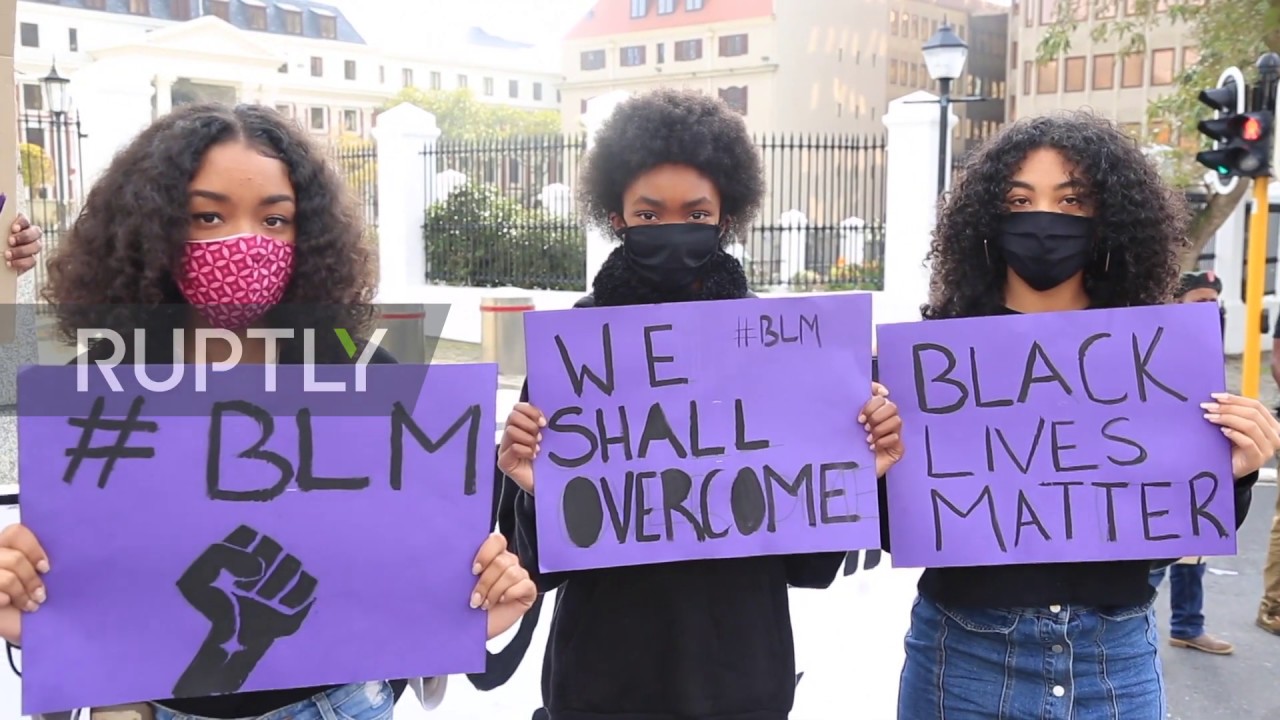 RUPTLY
# BLM
WE #BLM
SHALL
OVERCOME
BLACK
LIVES
MATTER